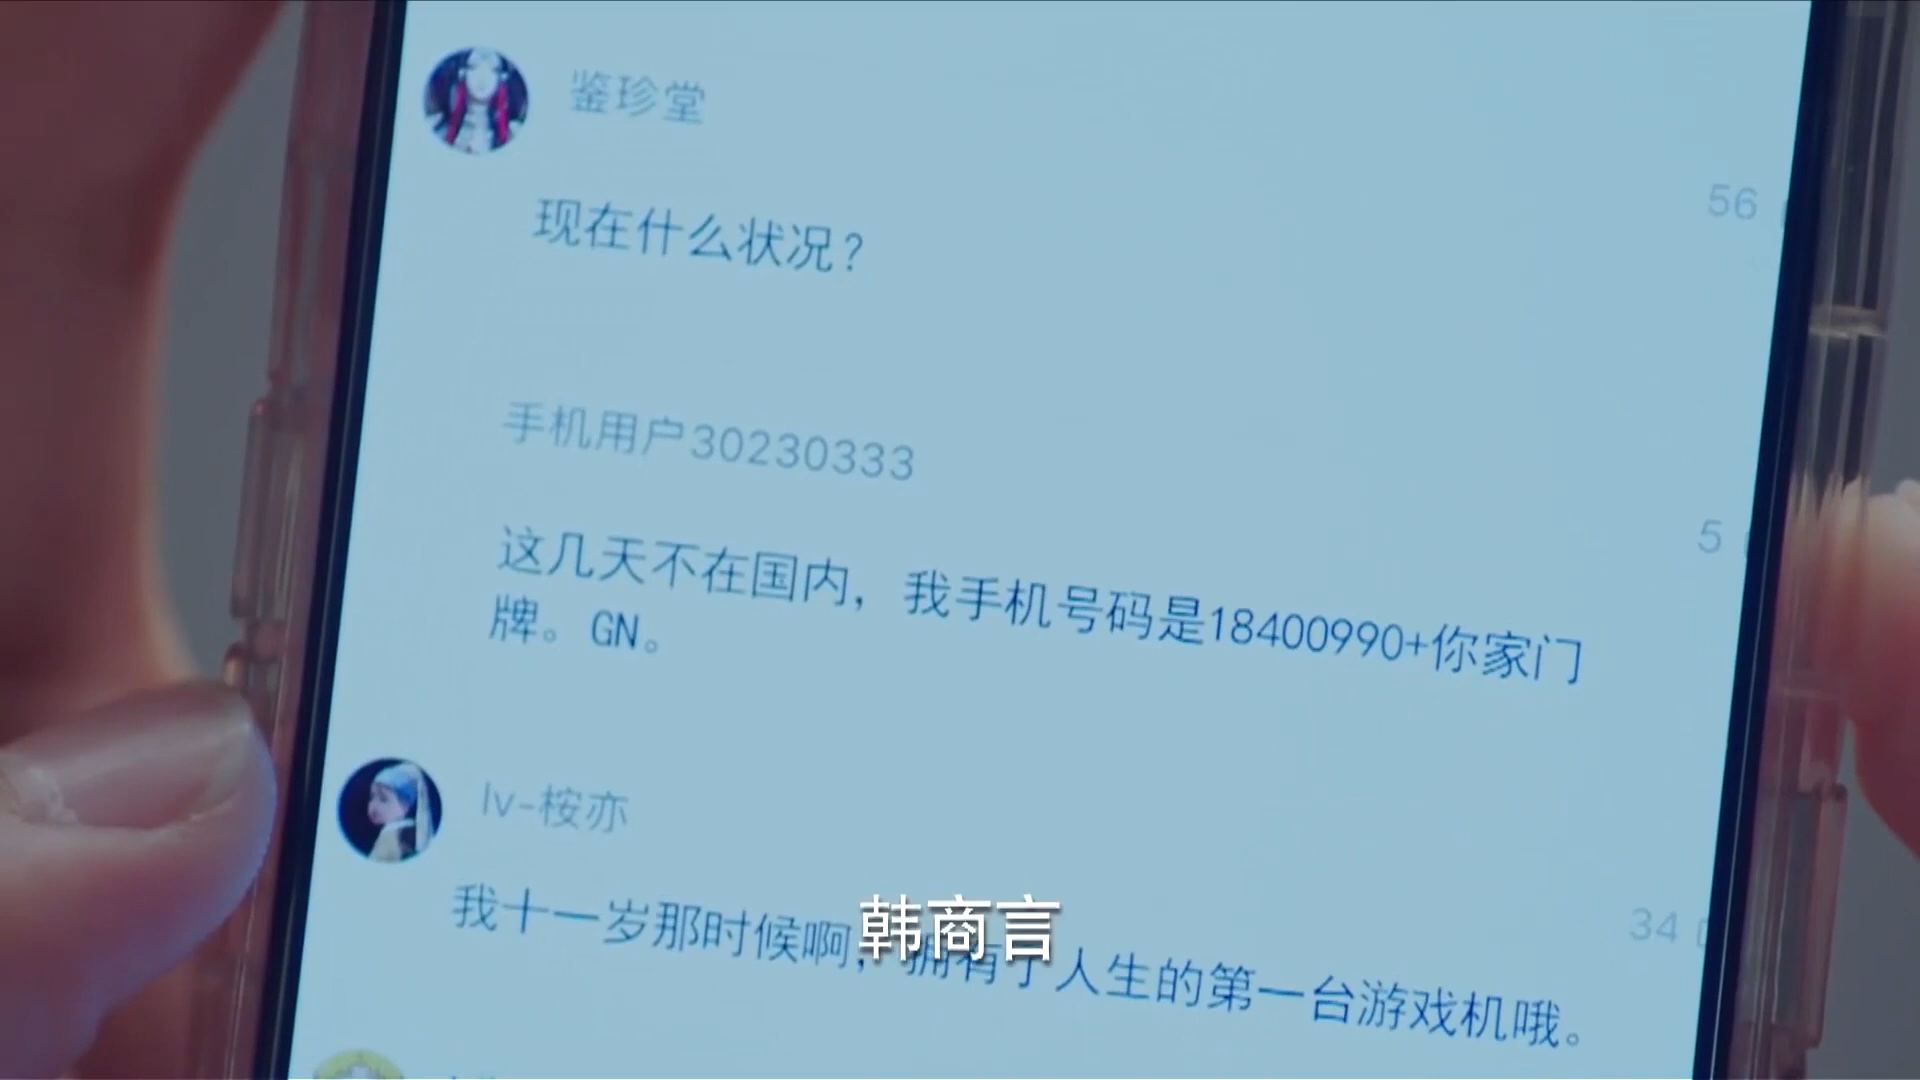 鉴珍堂
56
现在什么状况？
手机用户30230333
5
这几天不在国内，我手机号码是18400990+你家门
牌。GN。
lv-桉亦
34
我十一岁那时候啊，拥有了人生的第一台游戏机哦。
韩商言